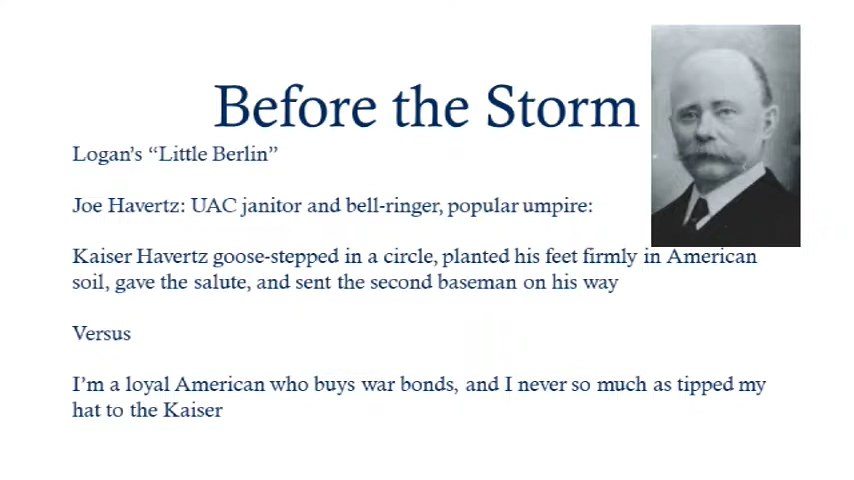 Before the Storm
Logan’s “Little Berlin”
Joe Havertz: UAC janitor and bell-ringer, popular umpire:
Kaiser Havertz goose-stepped in a circle, planted his feet firmly in American
soil, gave the salute, and sent the second baseman on his way
Versus
I’m a loyal American who buys war bonds, and I never so much as tipped my
hat to the Kaiser